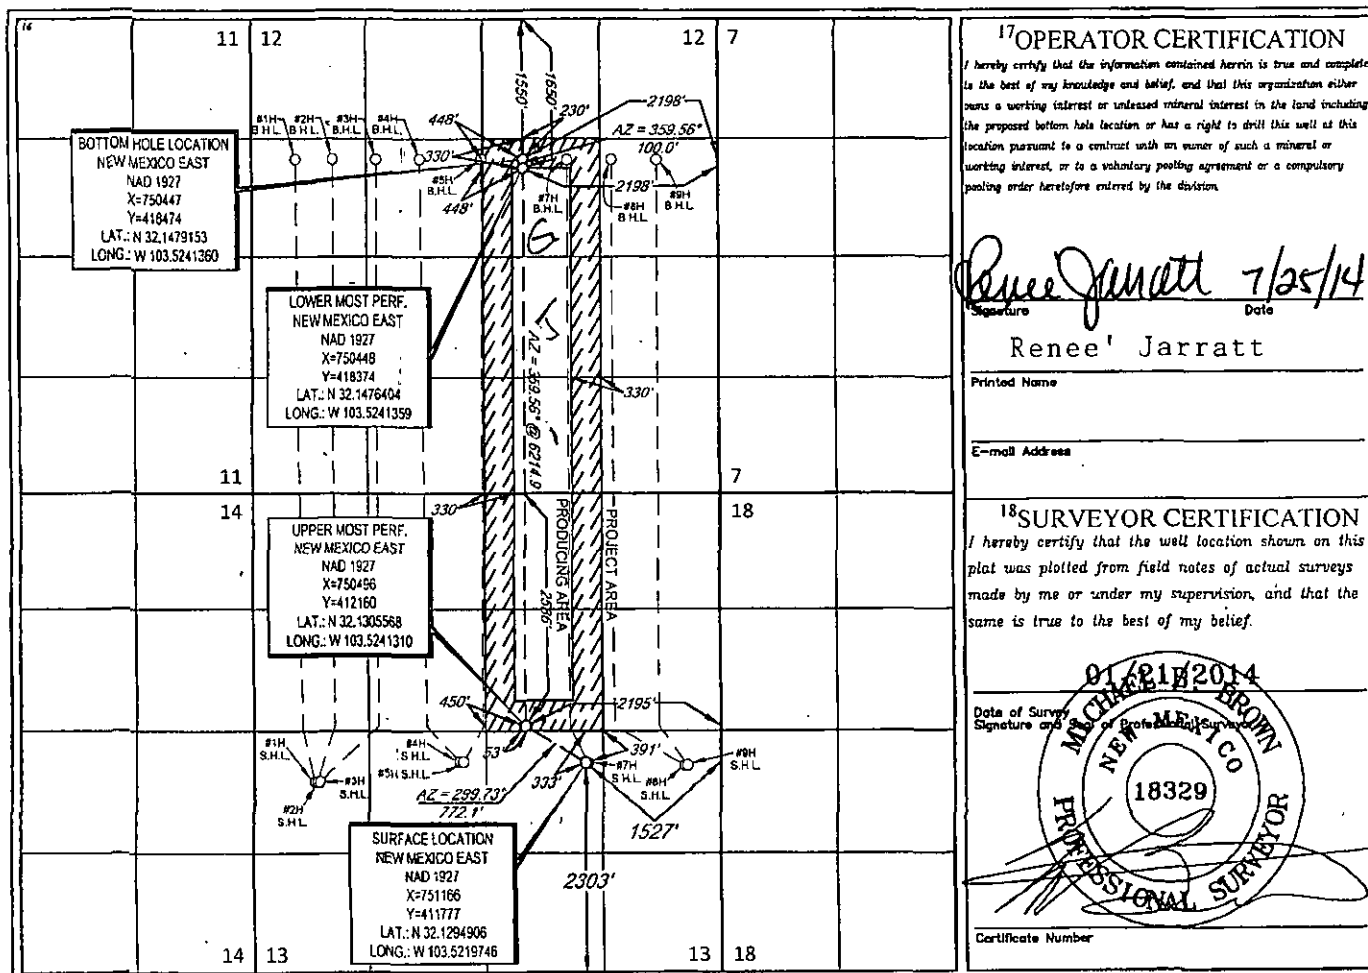 16
11 12
12 7
1550'
1650'
230'
2198'
448'
AZ = 359.56°
100.0'
#1H
B.H.L.
#2H
B.H.L.
#3H
B.H.L.
#4H
B.H.L.
330'
#5H
B.H.L.
448'
2198'
#7H
B.H.L.
#8H
B.H.L.
#9H
B.H.L.
BOTTOM HOLE LOCATION
NEW MEXICO EAST
NAD 1927
X=750447
Y=418474
LAT.: N 32.1479153
LONG.: W 103.5241360
G
LOWER MOST PERF.
NEW MEXICO EAST
NAD 1927
X=750448
Y=418374
LAT.: N 32.1476404
LONG.: W 103.5241359
J
AZ = 359.56° @ 6214.9'
330'
11
14
7
18
330'
PRODUCING AREA
PROJECT AREA
2586'
UPPER MOST PERF.
NEW MEXICO EAST
NAD 1927
X=750496
Y=412160
LAT.: N 32.1305568
LONG.: W 103.5241310
450'
2195'
53'
391'
333'
#1H
S.H.L.
#2H
S.H.L.
#3H
S.H.L.
#4H
S.H.L.
#5H S.H.L.
#7H
S.H.L.
#8H
S.H.L.
#9H
S.H.L.
AZ = 299.73°
772.1'
1527'
2303'
SURFACE LOCATION
NEW MEXICO EAST
NAD 1927
X=751166
Y=411777
LAT.: N 32.1294906
LONG.: W 103.5219746
14 13
13 18
17 OPERATOR CERTIFICATION
I hereby certify that the information contained herein is true and complete
to the best of my knowledge and belief, and that this organization either
owns a working interest or unleased mineral interest in the land including
the proposed bottom hole location or has a right to drill this well at this
location pursuant to a contract with an owner of such a mineral or
working interest, or to a voluntary pooling agreement or a compulsory
pooling order heretofore entered by the division.
Renee Jarratt 7/25/14
Signature Date
Renee' Jarratt
Printed Name
E-mail Address
18 SURVEYOR CERTIFICATION
I hereby certify that the well location shown on this
plat was plotted from field notes of actual surveys
made by me or under my supervision, and that the
same is true to the best of my belief.
01/21/2014
Date of Survey
Signature and Seal of Professional Surveyor
MICHAEL B. BROWN
NEW MEXICO
18329
PROFESSIONAL SURVEYOR
Certificate Number